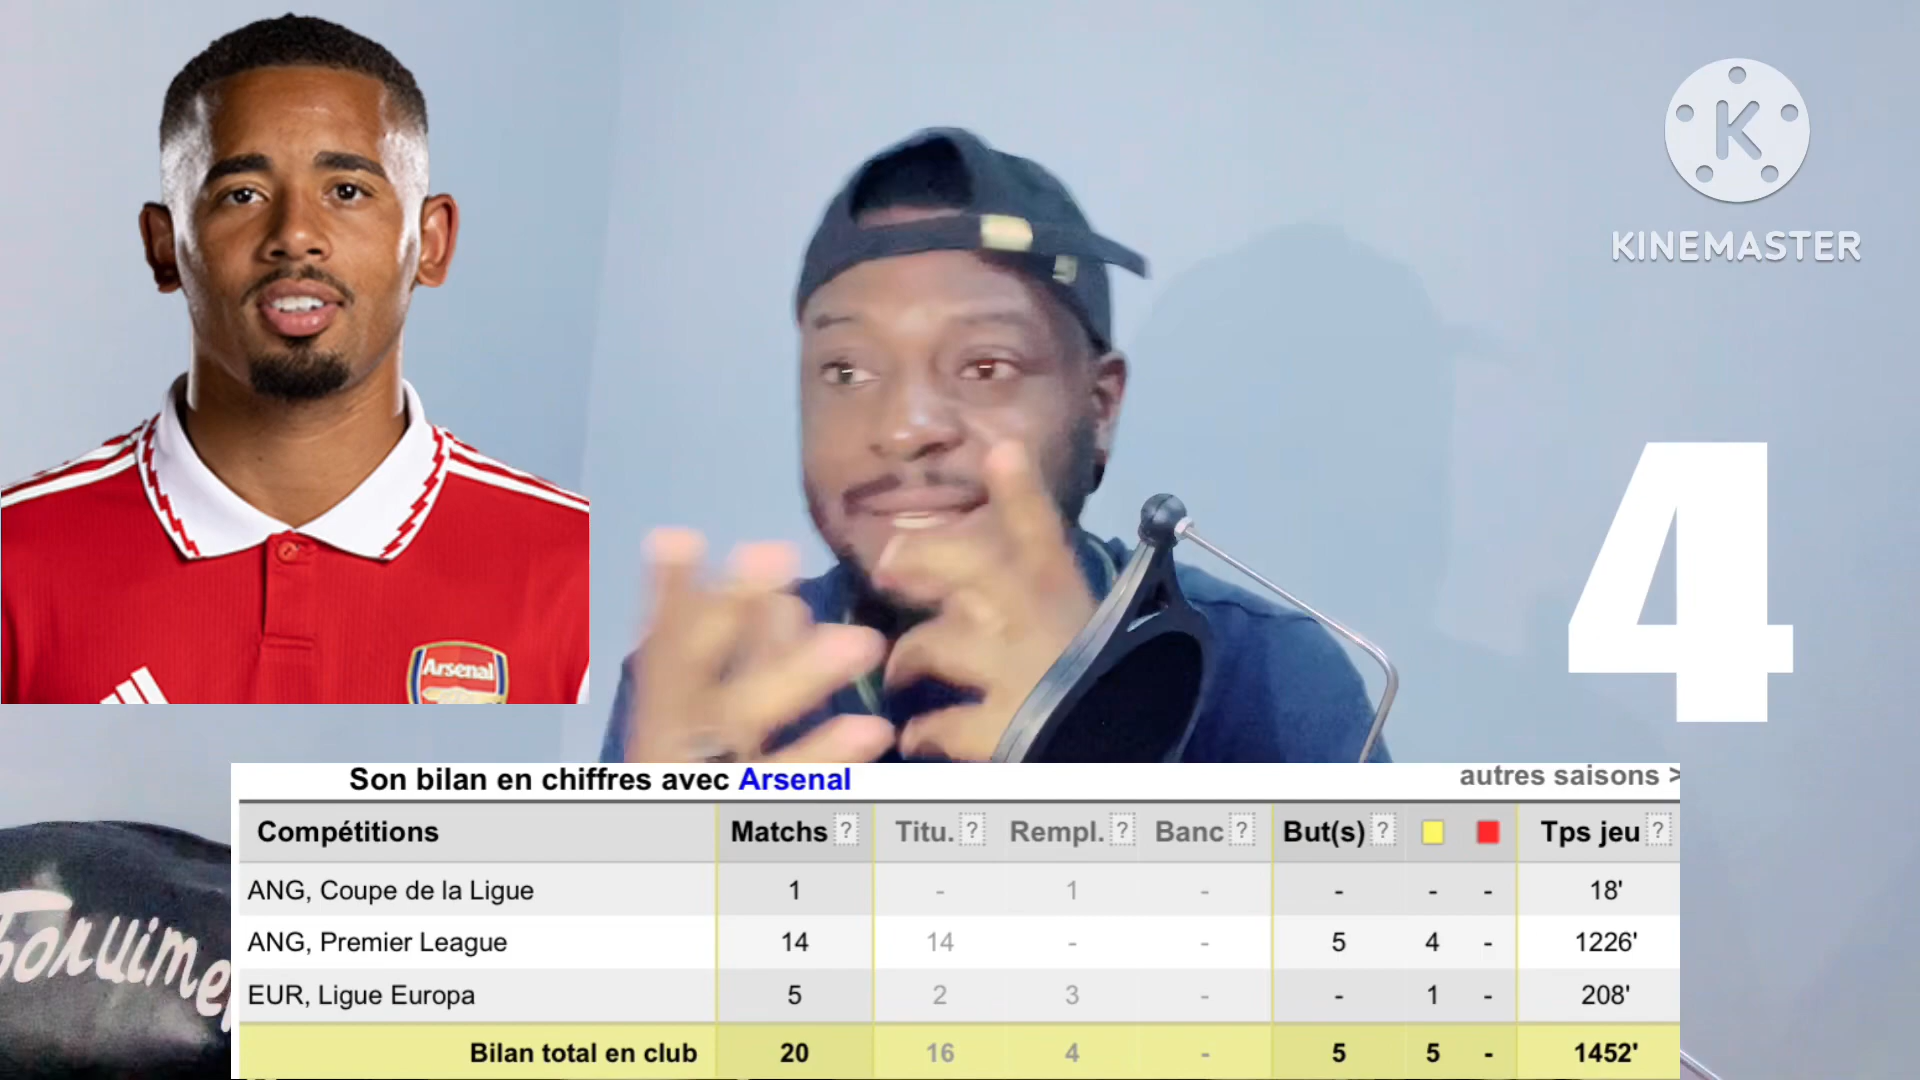 K
KINEMASTER
Arsenal
4
Son bilan en chiffres avec Arsenal
autres saisons >
Compétitions Matchs ? Titu. ? Rempl. ? Banc ? But(s) ? Tps jeu ?
ANG, Coupe de la Ligue 1 - 1 - - - - 18'
ANG, Premier League 14 14 - - 5 4 - 1226'
EUR, Ligue Europa 5 2 3 - - 1 - 208'
Bilan total en club 20 16 4 - 5 5 - 1452'